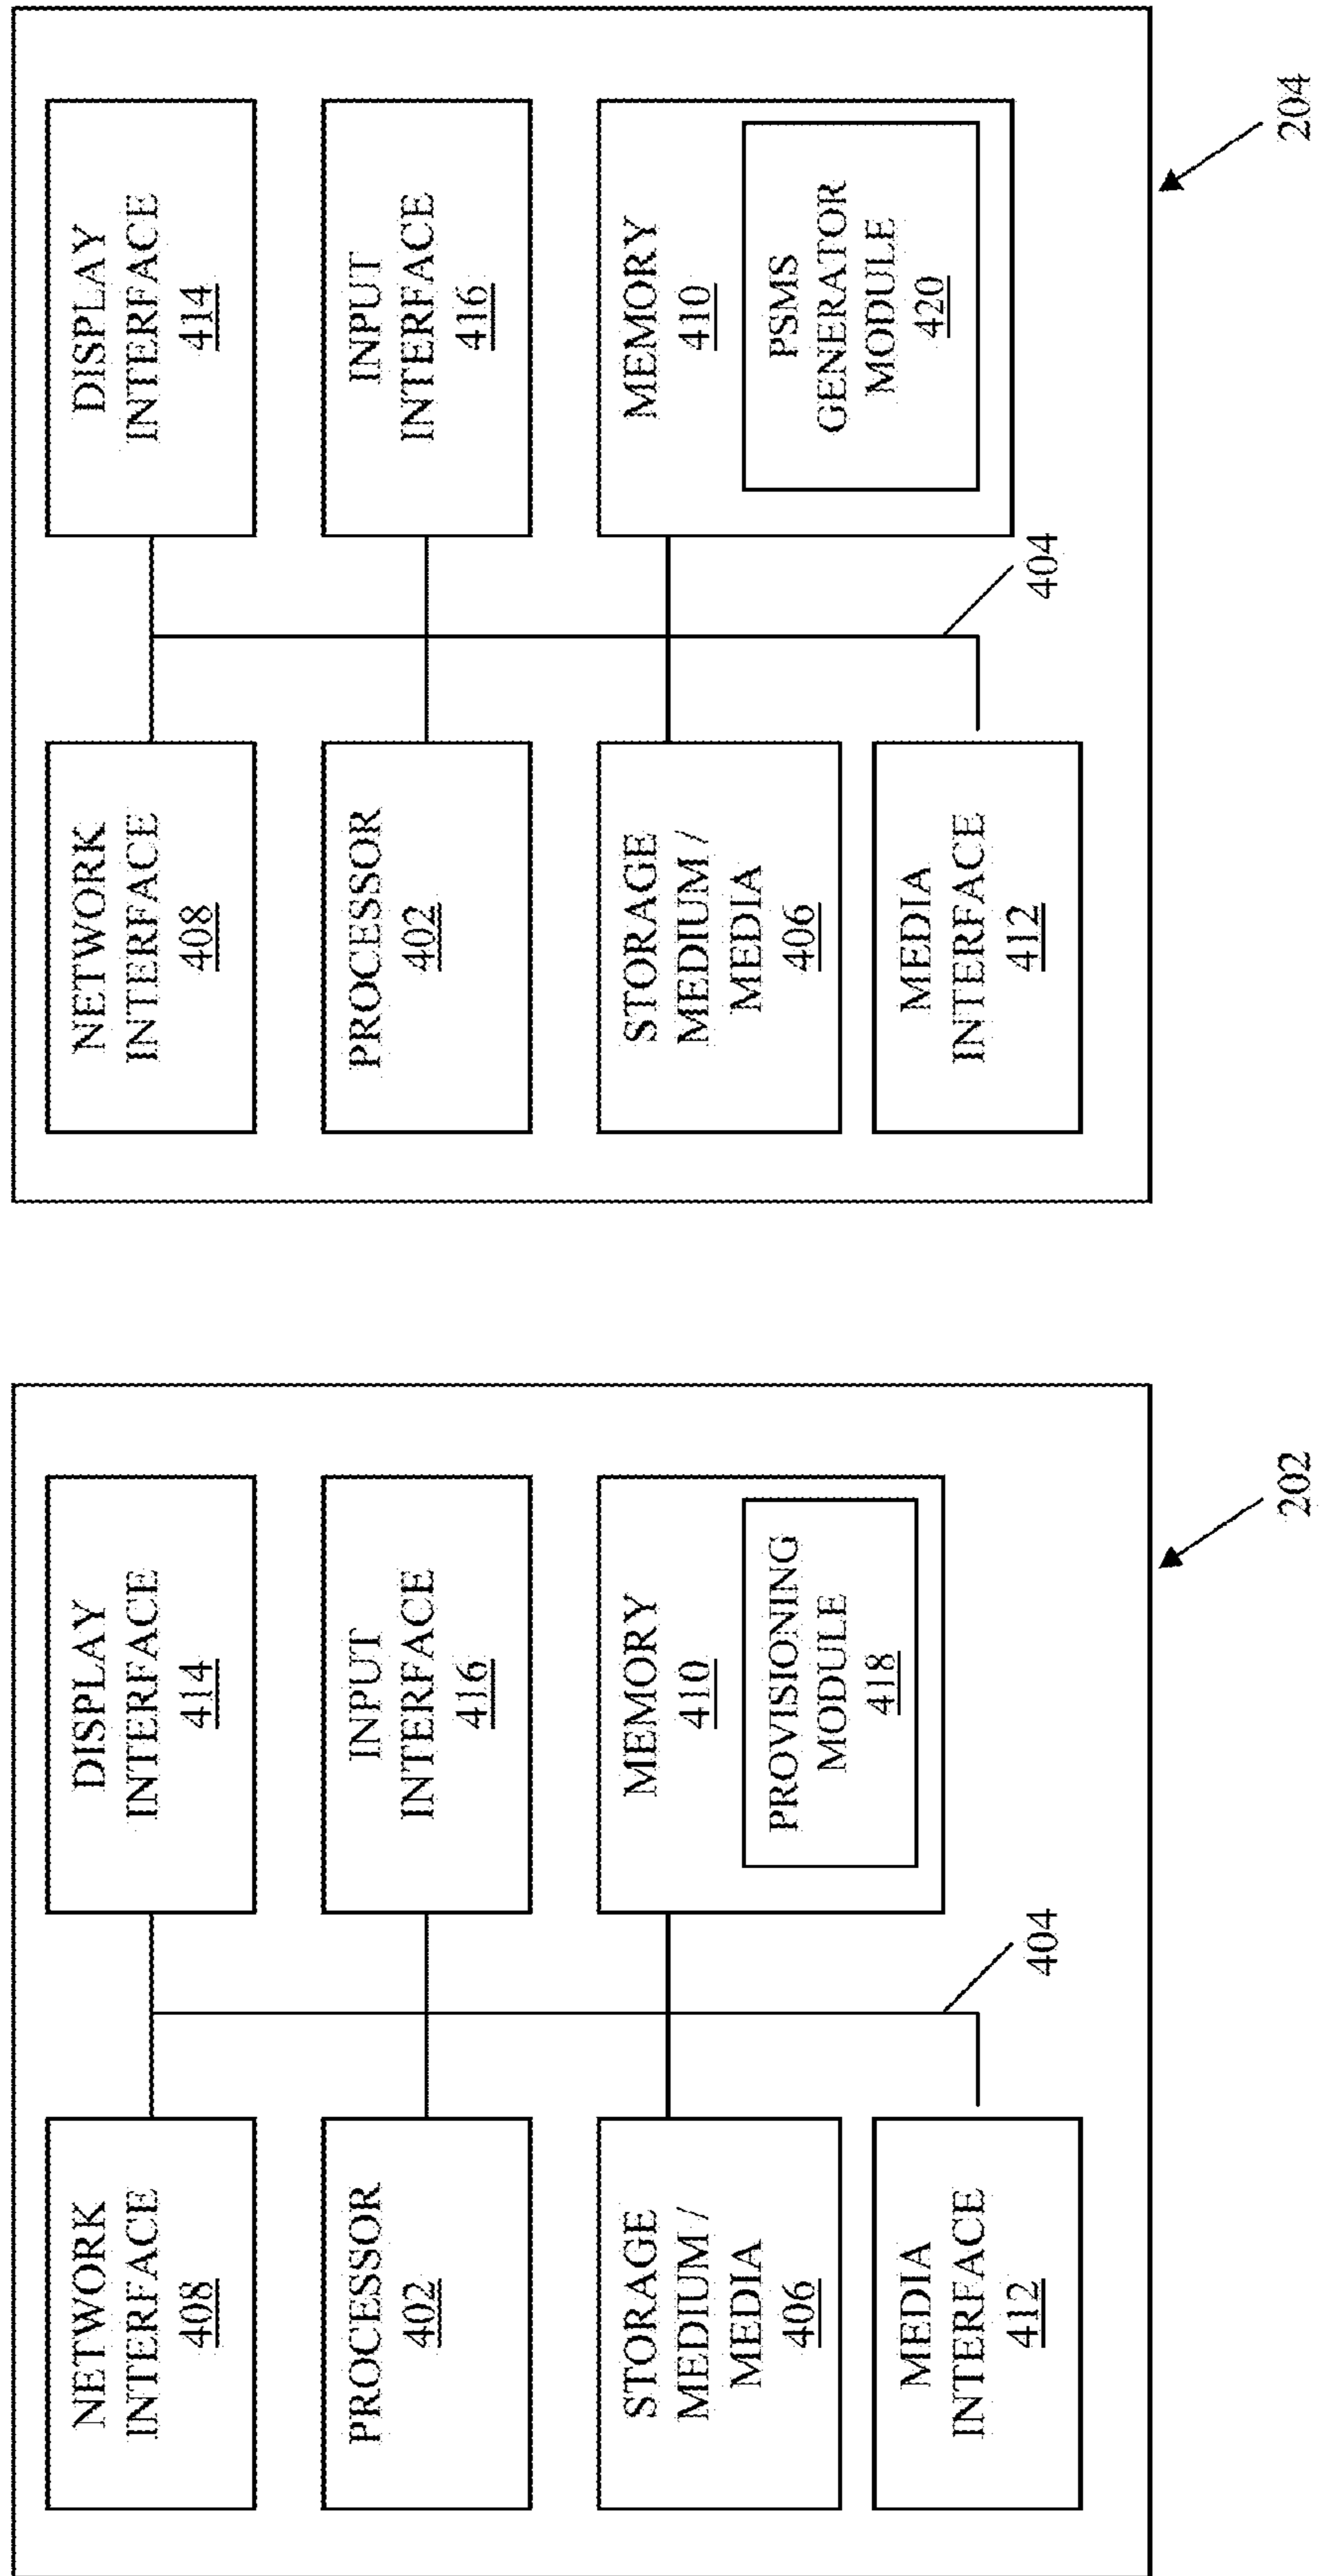 NETWORK
INTERFACE
408
DISPLAY
INTERFACE
414
PROCESSOR
402
INPUT
INTERFACE
416
STORAGE
MEDIUM /
MEDIA
406
MEMORY
410
PROVISIONING
MODULE
418
MEDIA
INTERFACE
412
404
202
NETWORK
INTERFACE
408
DISPLAY
INTERFACE
414
PROCESSOR
402
INPUT
INTERFACE
416
STORAGE
MEDIUM /
MEDIA
406
MEMORY
410
PSMS
GENERATOR
MODULE
420
MEDIA
INTERFACE
412
404
204